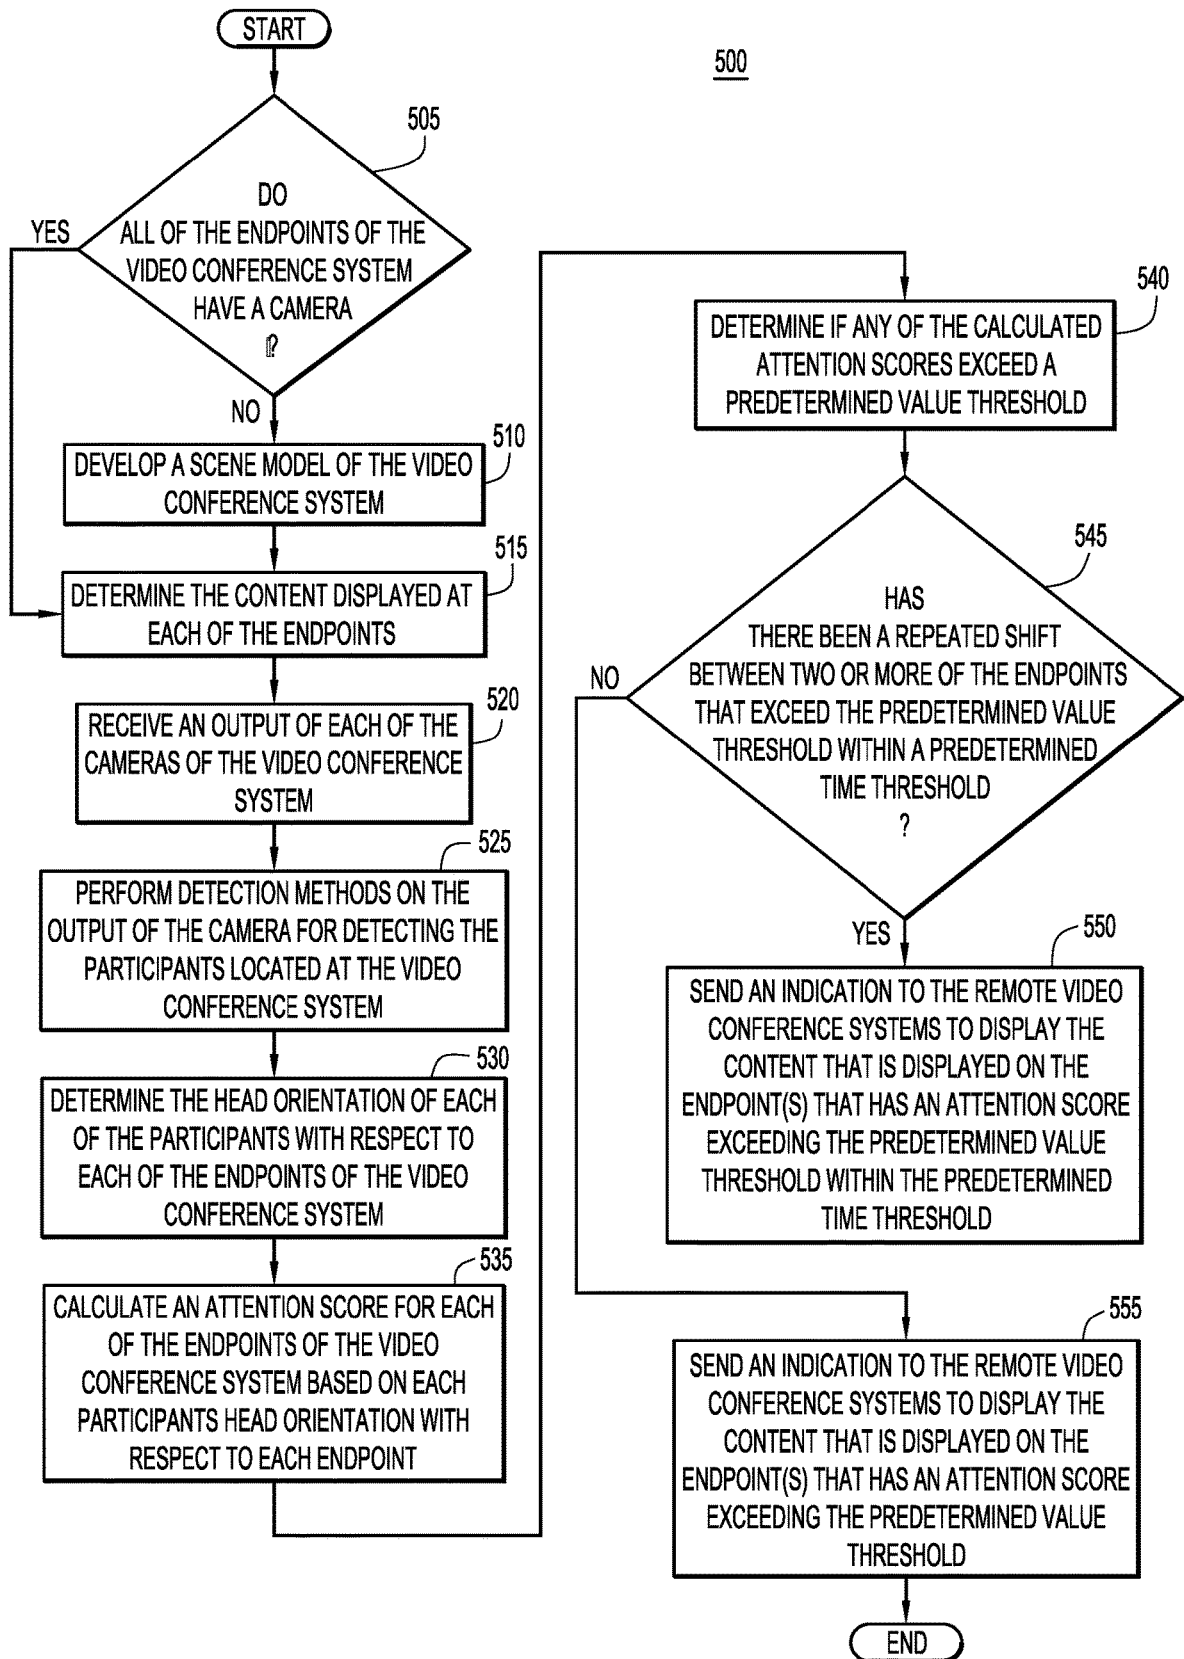 START
500
505
DO
ALL OF THE ENDPOINTS OF THE
VIDEO CONFERENCE SYSTEM
HAVE A CAMERA
?
YES
NO
510
DEVELOP A SCENE MODEL OF THE VIDEO
CONFERENCE SYSTEM
515
DETERMINE THE CONTENT DISPLAYED AT
EACH OF THE ENDPOINTS
520
RECEIVE AN OUTPUT OF EACH OF THE
CAMERAS OF THE VIDEO CONFERENCE
SYSTEM
525
PERFORM DETECTION METHODS ON THE
OUTPUT OF THE CAMERA FOR DETECTING THE
PARTICIPANTS LOCATED AT THE VIDEO
CONFERENCE SYSTEM
530
DETERMINE THE HEAD ORIENTATION OF EACH
OF THE PARTICIPANTS WITH RESPECT TO
EACH OF THE ENDPOINTS OF THE VIDEO
CONFERENCE SYSTEM
535
CALCULATE AN ATTENTION SCORE FOR EACH
OF THE ENDPOINTS OF THE VIDEO
CONFERENCE SYSTEM BASED ON EACH
PARTICIPANTS HEAD ORIENTATION WITH
RESPECT TO EACH ENDPOINT
540
DETERMINE IF ANY OF THE CALCULATED
ATTENTION SCORES EXCEED A
PREDETERMINED VALUE THRESHOLD
545
HAS
THERE BEEN A REPEATED SHIFT
BETWEEN TWO OR MORE OF THE ENDPOINTS
THAT EXCEED THE PREDETERMINED VALUE
THRESHOLD WITHIN A PREDETERMINED
TIME THRESHOLD
?
NO
YES
550
SEND AN INDICATION TO THE REMOTE VIDEO
CONFERENCE SYSTEMS TO DISPLAY THE
CONTENT THAT IS DISPLAYED ON THE
ENDPOINT(S) THAT HAS AN ATTENTION SCORE
EXCEEDING THE PREDETERMINED VALUE
THRESHOLD WITHIN THE PREDETERMINED
TIME THRESHOLD
555
SEND AN INDICATION TO THE REMOTE VIDEO
CONFERENCE SYSTEMS TO DISPLAY THE
CONTENT THAT IS DISPLAYED ON THE
ENDPOINT(S) THAT HAS AN ATTENTION SCORE
EXCEEDING THE PREDETERMINED VALUE
THRESHOLD
END